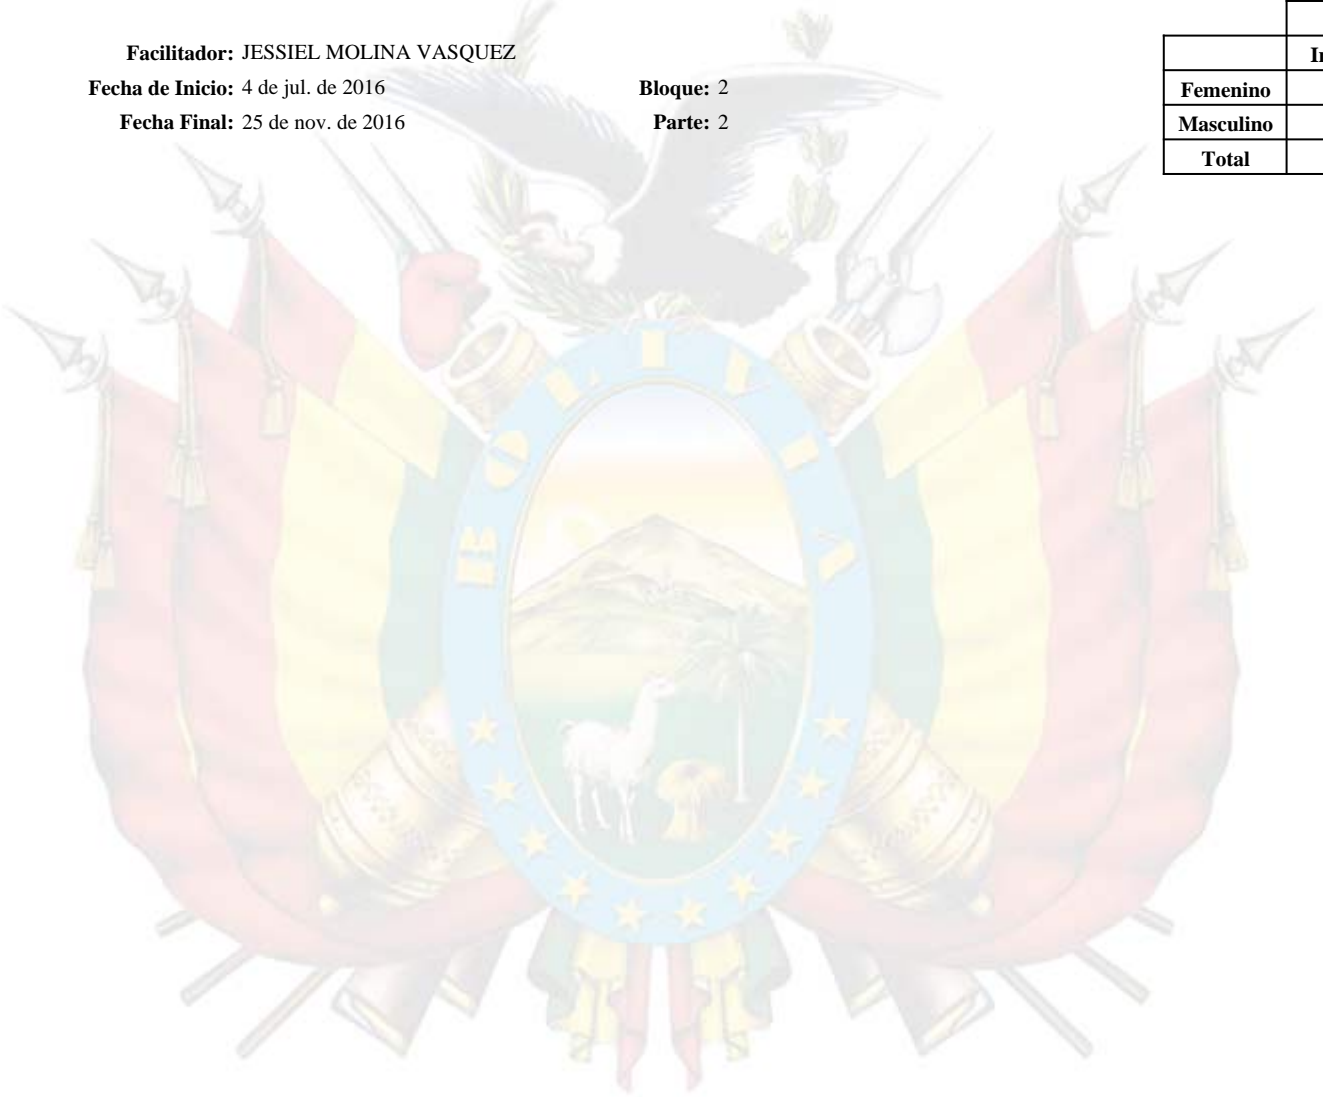 Facilitador: JESSIEL MOLINA VASQUEZ
Fecha de Inicio: 4 de jul. de 2016 Bloque: 2
Fecha Final: 25 de nov. de 2016 Parte: 2
Femenino
Masculino
Total
BOLIVIA